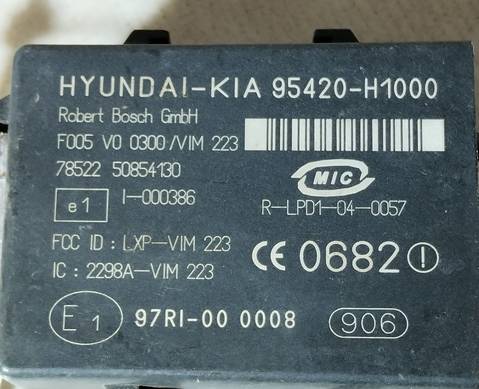 HYUNDAI-KIA 95420-H1000
Robert Bosch GmbH
F005 V0 0300/VIM 223
78522 50854130
MIC
e1 I-000386
R-LPD1-04-0057
FCC ID : LXP-VIM 223
IC : 2298A-VIM 223
CE 0682 !
E1 97RI-00 0008 906